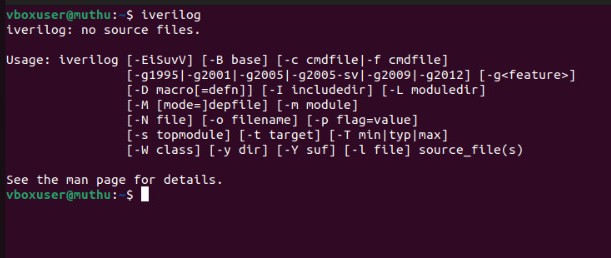 vboxuser@muthu:~$ iverilog
iverilog: no source files.

Usage: iverilog [-EiSuvV] [-B base] [-c cmdfile|-f cmdfile]
                [-g1995|-g2001|-g2005|-g2005-sv|-g2009|-g2012] [-g<feature>]
                [-D macro[=defn]] [-I includedir] [-L moduledir]
                [-M [mode=]depfile] [-m module]
                [-N file] [-o filename] [-p flag=value]
                [-s topmodule] [-t target] [-T min|typ|max]
                [-W class] [-y dir] [-Y suf] [-l file] source_file(s)

See the man page for details.
vboxuser@muthu:~$